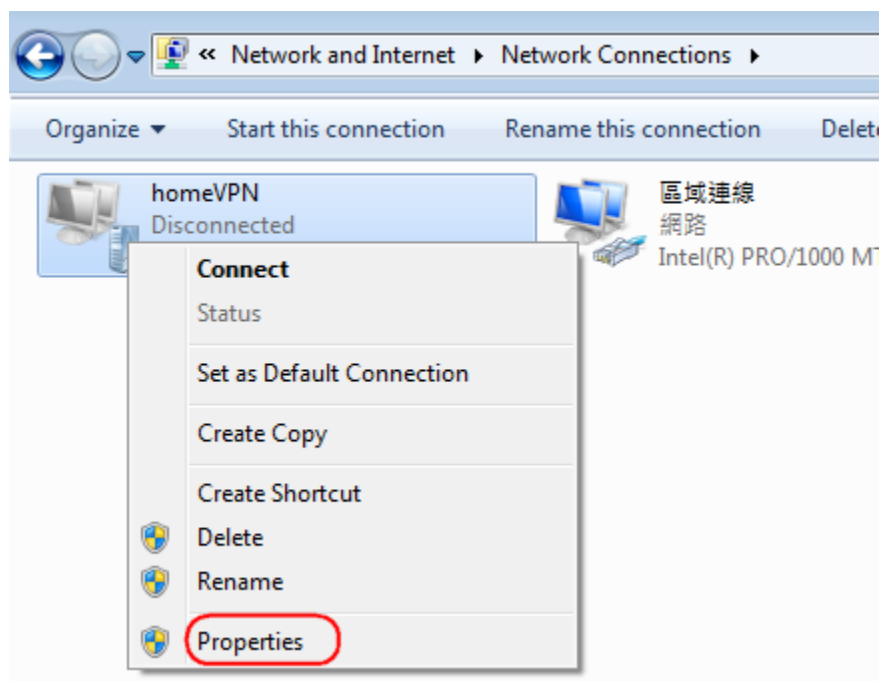 « Network and Internet ▸ Network Connections ▸
Organize ▾ Start this connection Rename this connection
homeVPN
Disconnected
區域連線
網路
Intel(R) PRO/1000
Connect
Status
Set as Default Connection
Create Copy
Create Shortcut
Delete
Rename
Properties